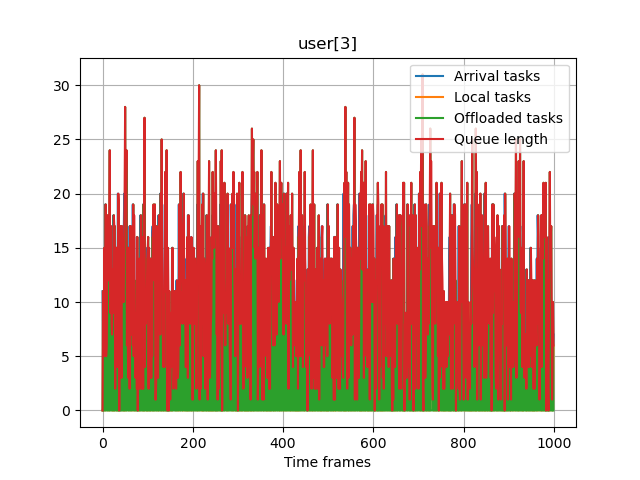 user[3]
Arrival tasks
Local tasks
Offloaded tasks
Queue length
30
25
20
15
10
5
0
0 200 400 600 800 1000
Time frames